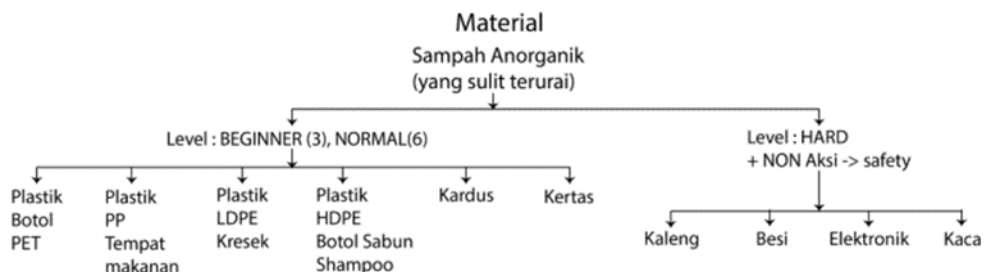 Material
Sampah Anorganik
(yang sulit terurai)
Level : BEGINNER (3), NORMAL(6)
Level : HARD
+ NON Aksi -> safety
Plastik
Botol
PET
Plastik
PP
Tempat
makanan
Plastik
LDPE
Kresek
Plastik
HDPE
Botol Sabun
Shampoo
Kardus
Kertas
Kaleng
Besi
Elektronik
Kaca